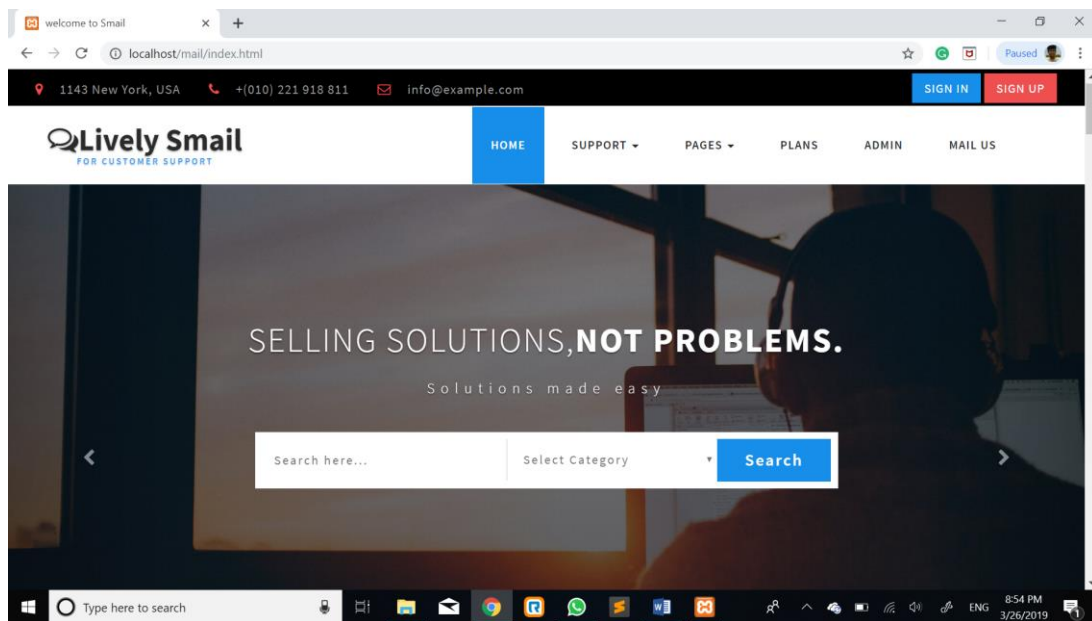 welcome to Smail
localhost/mail/index.html
Paused
1143 New York, USA +(010) 221 918 811 info@example.com SIGN IN SIGN UP
Lively Smail
FOR CUSTOMER SUPPORT
HOME SUPPORT PAGES PLANS ADMIN MAIL US
SELLING SOLUTIONS,NOT PROBLEMS.
Solutions made easy
Search here... Select Category Search
Type here to search
ENG
8:54 PM
3/26/2019